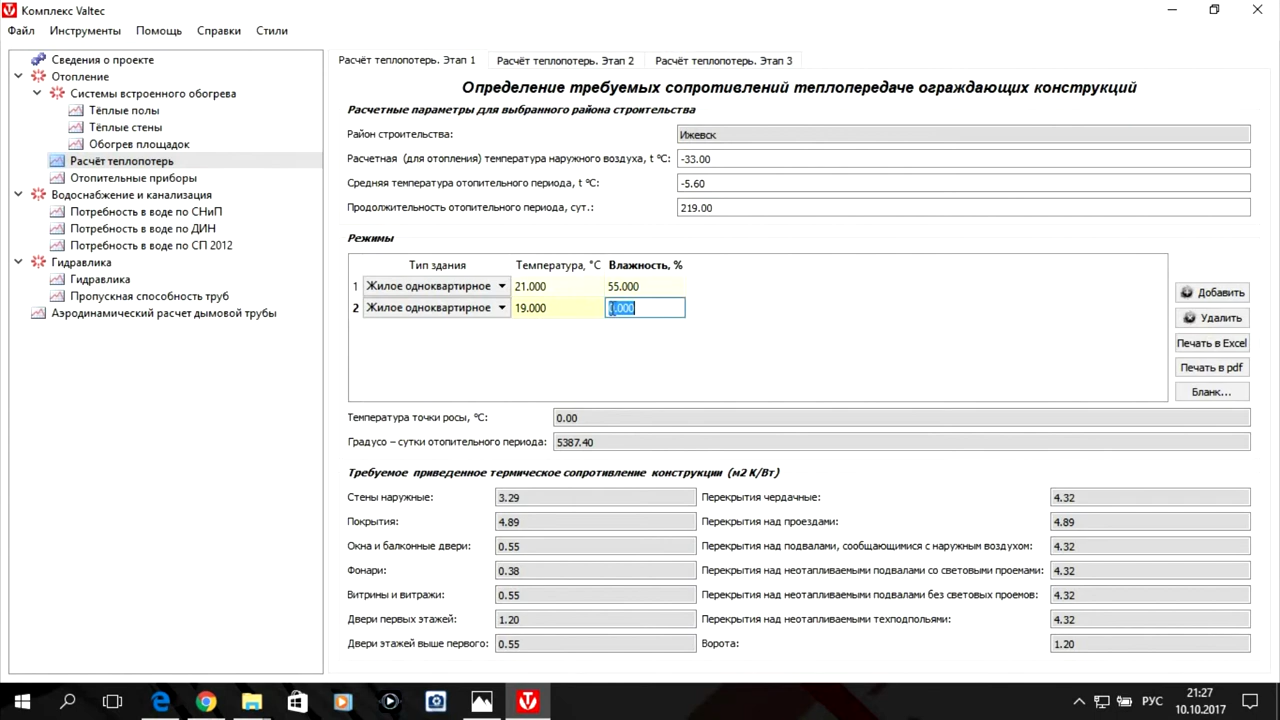 Комплекс Valtec
Файл Инструменты Помощь Справки Стили
Сведения о проекте
Отопление
Системы встроенного обогрева
Тёплые полы
Тёплые стены
Обогрев площадок
Расчёт теплопотерь
Отопительные приборы
Водоснабжение и канализация
Потребность в воде по СНиП
Потребность в воде по ДИН
Потребность в воде по СП 2012
Гидравлика
Гидравлика
Пропускная способность труб
Аэродинамический расчет дымовой трубы
Расчёт теплопотерь. Этап 1 Расчёт теплопотерь. Этап 2 Расчёт теплопотерь. Этап 3
Определение требуемых сопротивлений теплопередаче ограждающих конструкций
Расчетные параметры для выбранного района строительства
Район строительства: Ижевск
Расчетная (для отопления) температура наружного воздуха, t ºC: -33.00
Средняя температура отопительного периода, t ºC: -5.60
Продолжительность отопительного периода, сут.: 219.00
Режимы
Тип здания Температура, °C Влажность, %
1 Жилое одноквартирное 21.000 55.000
2 Жилое одноквартирное 19.000
Добавить
Удалить
Печать в Excel
Печать в pdf
Бланк...
Температура точки росы, ºC: 0.00
Градусо – сутки отопительного периода: 5387.40
Требуемое приведенное термическое сопротивление конструкции (м2 К/Вт)
Стены наружные: 3.29 Перекрытия чердачные: 4.32
Покрытия: 4.89 Перекрытия над проездами: 4.89
Окна и балконные двери: 0.55 Перекрытия над подвалами, сообщающимися с наружным воздухом: 4.32
Фонари: 0.38 Перекрытия над неотапливаемыми подвалами со световыми проемами: 4.32
Витрины и витражи: 0.55 Перекрытия над неотапливаемыми подвалами без световых проемов: 4.32
Двери первых этажей: 1.20 Перекрытия над неотапливаемыми техподпольями: 4.32
Двери этажей выше первого: 0.55 Ворота: 1.20
РУС
21:27
10.10.2017